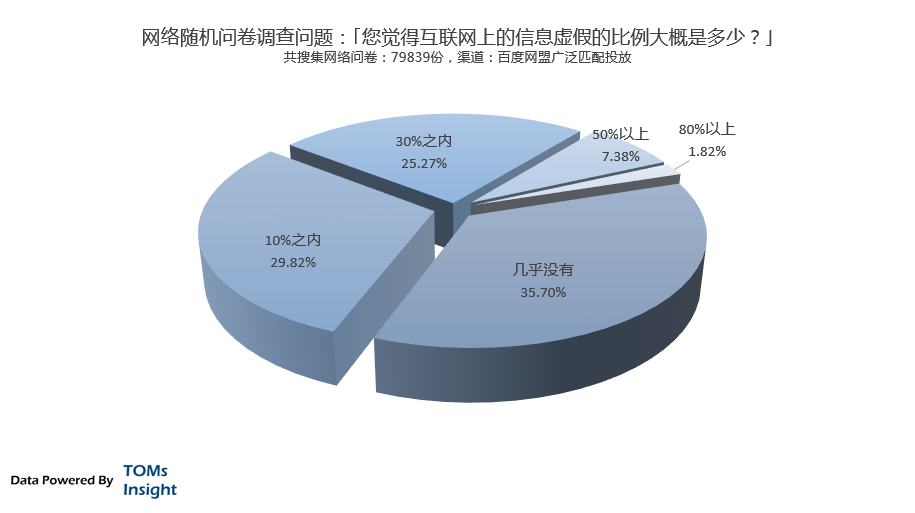 网络随机问卷调查问题：「您觉得互联网上的信息虚假的比例大概是多少？」
共搜集网络问卷：79839份，渠道：百度网盟广泛匹配投放
30%之内
25.27%
50%以上
7.38%
80%以上
1.82%
10%之内
29.82%
几乎没有
35.70%
Data Powered By
TOMs
Insight